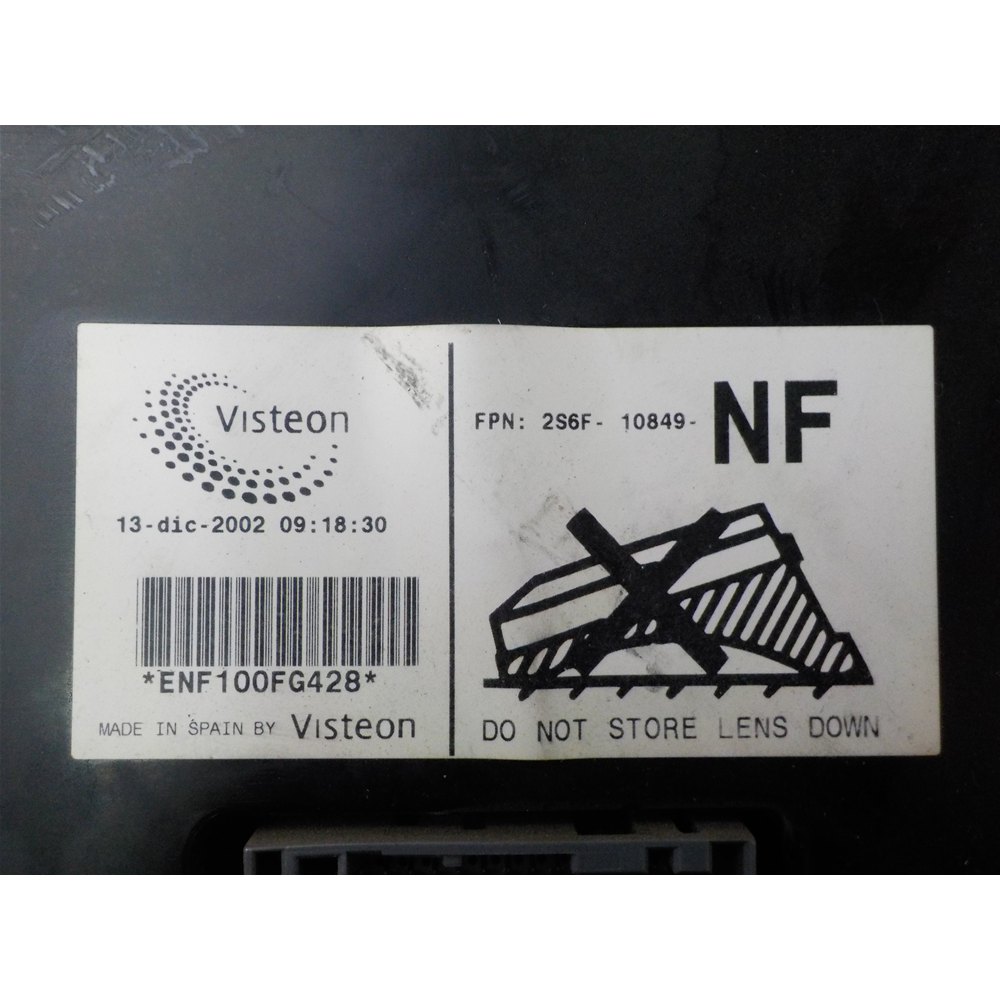 Visteon
13-dic-2002 09:18:30
*ENF100FG428*
MADE IN SPAIN BY Visteon
FPN: 2S6F- 10849- NF
DO NOT STORE LENS DOWN